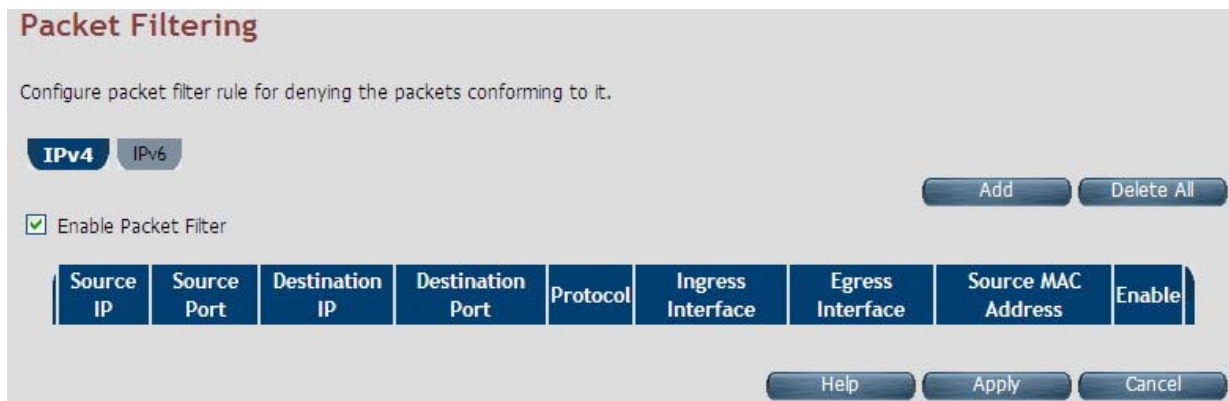 Packet Filtering
Configure packet filter rule for denying the packets conforming to it.
IPv4 IPv6
Add Delete All
Enable Packet Filter
Source IP Source Port Destination IP Destination Port Protocol Ingress Interface Egress Interface Source MAC Address Enable
Help Apply Cancel